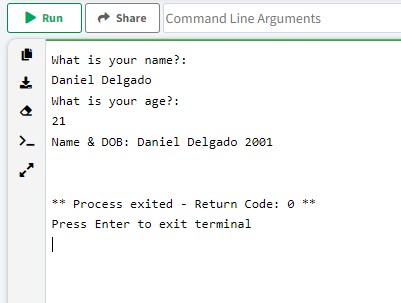 Run Share Command Line Arguments
What is your name?:
Daniel Delgado
What is your age?:
21
Name & DOB: Daniel Delgado 2001
** Process exited - Return Code: 0 **
Press Enter to exit terminal